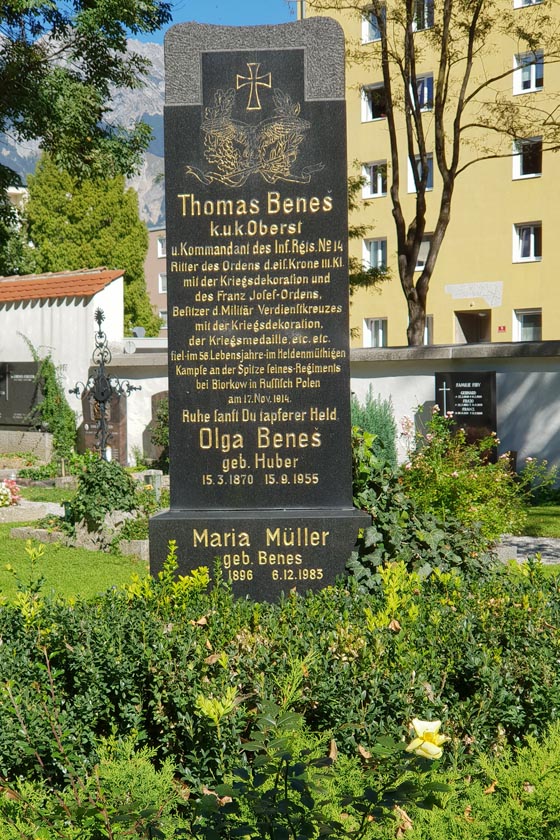 Thomas Beneš
k.u.k. Oberst
u. Kommandant des Inf. Regts. No 14
Ritter des Ordens d. eis. Krone III. Kl.
mit der Kriegsdekoration und
des Franz Josef-Ordens,
Besitzer d. Militär Verdienstkreuzes
mit der Kriegsdekoration,
der Kriegsmedaille, etc. etc.
fiel im 56 Lebensjahre im Heldenmüthigen
Kampfe an der Spitze seines Regiments
bei Biorkow in Russisch Polen
am 17. Nov. 1914.
Ruhe sanft Du tapferer Held.
Olga Beneš
geb. Huber
15.3.1870 15.9.1955
Maria Müller
geb. Benes
1896 6.12.1983
FAMILIE